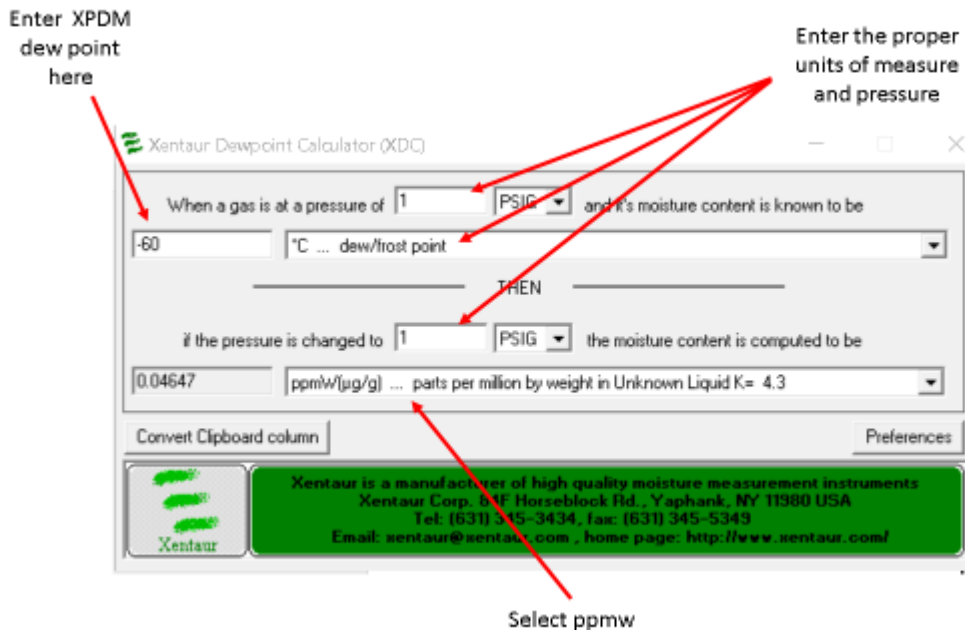 Enter XPDM
dew point
here
Enter the proper
units of measure
and pressure
Xentaur Dewpoint Calculator (XDC)
When a gas is at a pressure of 1 PSIG and it's moisture content is known to be
-60 °C ... dew/frost point
THEN
if the pressure is changed to 1 PSIG the moisture content is computed to be
0.04647 ppmW(µg/g) ... parts per million by weight in Unknown Liquid K= 4.3
Convert Clipboard column Preferences
Xentaur is a manufacturer of high quality moisture measurement instruments
Xentaur Corp. 84F Horseblock Rd., Yaphank, NY 11980 USA
Tel: (631) 345-3434, fax: (631) 345-5349
Email: xentaur@xentaur.com , home page: http://www.xentaur.com/
Xentaur
Select ppmw